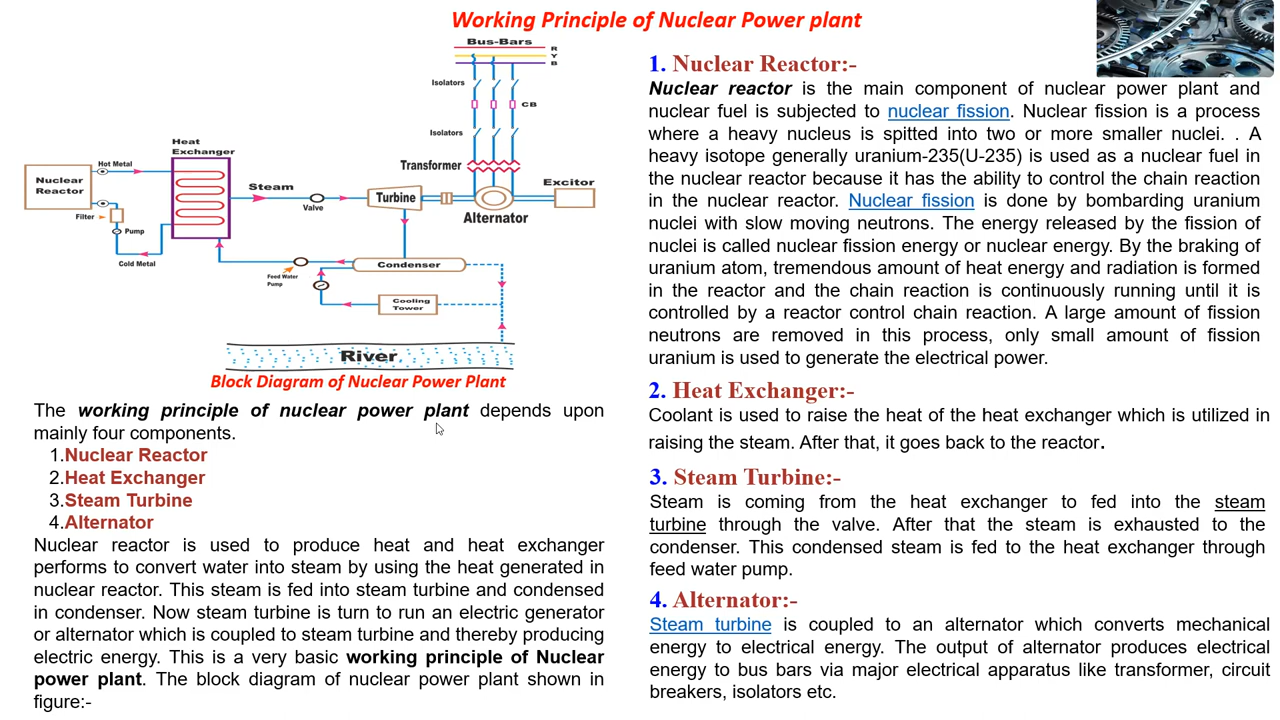 Working Principle of Nuclear Power plant
Bus-Bars
R
Y
B
Isolators
CB
Isolators
Transformer
Heat
Exchanger
Hot Metal
Nuclear
Reactor
Steam
Valve
Turbine
Excitor
Alternator
Filter
Pump
Cold Metal
Feed Water
Pump
Condenser
Cooling
Tower
River
Block Diagram of Nuclear Power Plant
The working principle of nuclear power plant depends upon
mainly four components.
1.Nuclear Reactor
2.Heat Exchanger
3.Steam Turbine
4.Alternator
Nuclear reactor is used to produce heat and heat exchanger
performs to convert water into steam by using the heat generated in
nuclear reactor. This steam is fed into steam turbine and condensed
in condenser. Now steam turbine is turn to run an electric generator
or alternator which is coupled to steam turbine and thereby producing
electric energy. This is a very basic working principle of Nuclear
power plant. The block diagram of nuclear power plant shown in
figure:-
1. Nuclear Reactor:-
Nuclear reactor is the main component of nuclear power plant and
nuclear fuel is subjected to nuclear fission. Nuclear fission is a process
where a heavy nucleus is spitted into two or more smaller nuclei. . A
heavy isotope generally uranium-235(U-235) is used as a nuclear fuel in
the nuclear reactor because it has the ability to control the chain reaction
in the nuclear reactor. Nuclear fission is done by bombarding uranium
nuclei with slow moving neutrons. The energy released by the fission of
nuclei is called nuclear fission energy or nuclear energy. By the braking of
uranium atom, tremendous amount of heat energy and radiation is formed
in the reactor and the chain reaction is continuously running until it is
controlled by a reactor control chain reaction. A large amount of fission
neutrons are removed in this process, only small amount of fission
uranium is used to generate the electrical power.
2. Heat Exchanger:-
Coolant is used to raise the heat of the heat exchanger which is utilized in
raising the steam. After that, it goes back to the reactor.
3. Steam Turbine:-
Steam is coming from the heat exchanger to fed into the steam
turbine through the valve. After that the steam is exhausted to the
condenser. This condensed steam is fed to the heat exchanger through
feed water pump.
4. Alternator:-
Steam turbine is coupled to an alternator which converts mechanical
energy to electrical energy. The output of alternator produces electrical
energy to bus bars via major electrical apparatus like transformer, circuit
breakers, isolators etc.